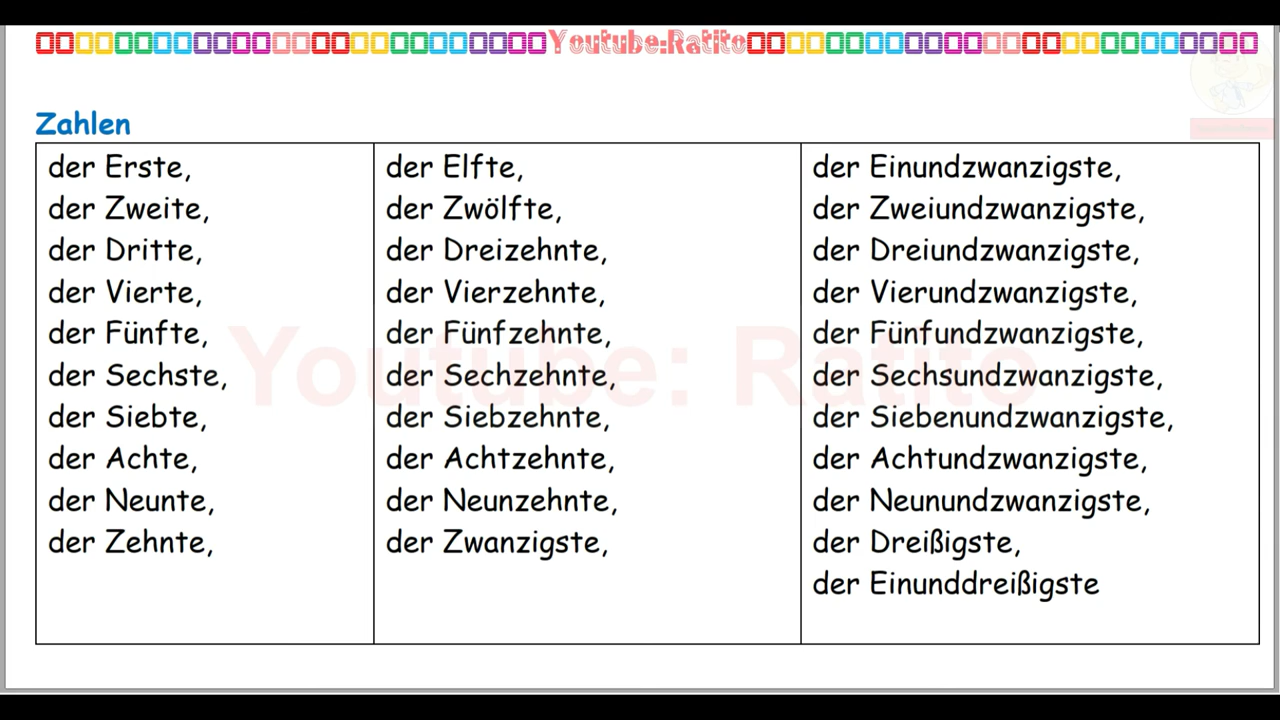 Youtube:Ratito
Zahlen
der Erste,
der Zweite,
der Dritte,
der Vierte,
der Fünfte,
der Sechste,
der Siebte,
der Achte,
der Neunte,
der Zehnte,
der Elfte,
der Zwölfte,
der Dreizehnte,
der Vierzehnte,
der Fünfzehnte,
der Sechzehnte,
der Siebzehnte,
der Achtzehnte,
der Neunzehnte,
der Zwanzigste,
der Einundzwanzigste,
der Zweiundzwanzigste,
der Dreiundzwanzigste,
der Vierundzwanzigste,
der Fünfundzwanzigste,
der Sechsundzwanzigste,
der Siebenundzwanzigste,
der Achtundzwanzigste,
der Neunundzwanzigste,
der Dreißigste,
der Einunddreißigste
Youtube: Ratito